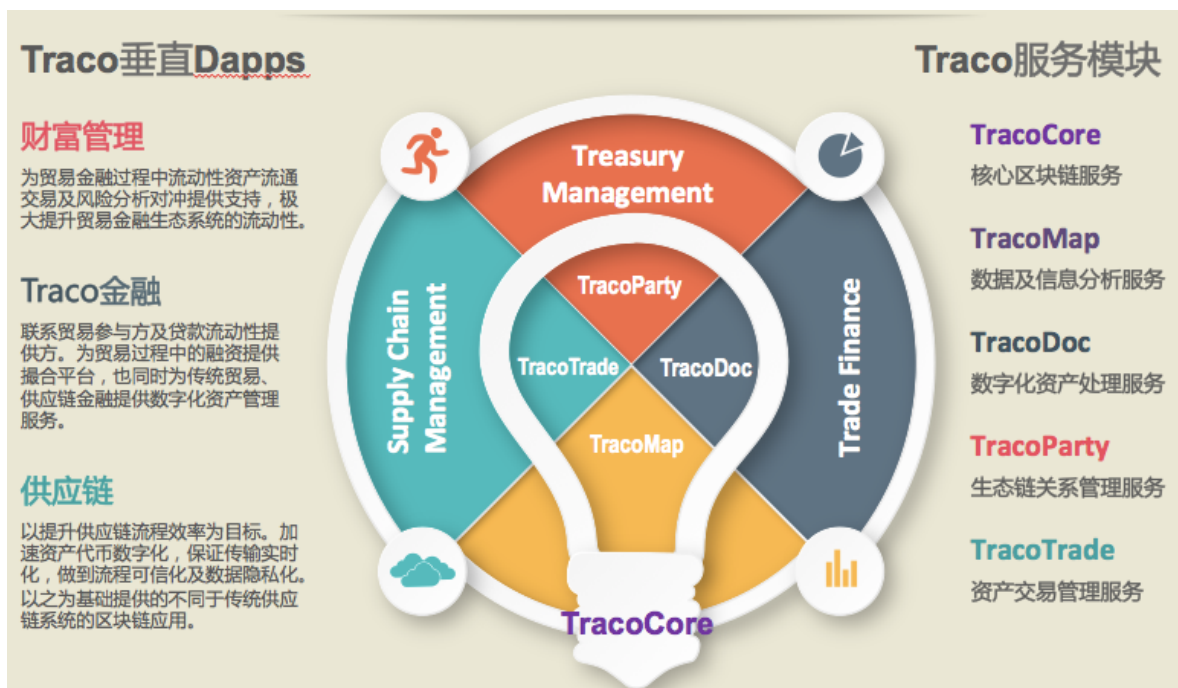 Traco垂直Dapps
财富管理
为贸易金融过程中流动性资产流通
交易及风险分析对冲提供支持，极
大提升贸易金融生态系统的流动性。
Traco金融
联系贸易参与方及贷款流动性提
供方。为贸易过程中的融资提供
撮合平台，也同时为传统贸易、
供应链金融提供数字化资产管理
服务。
供应链
以提升供应链流程效率为目标。加
速资产代币数字化，保证传输实时
化，做到流程可信化及数据隐私化。
以之为基础提供的不同于传统供应
链系统的区块链应用。
Treasury
Management
Supply Chain
Management
Trade Finance
TracoParty
TracoTrade
TracoDoc
TracoMap
TracoCore
Traco服务模块
TracoCore
核心区块链服务
TracoMap
数据及信息分析服务
TracoDoc
数字化资产处理服务
TracoParty
生态链关系管理服务
TracoTrade
资产交易管理服务